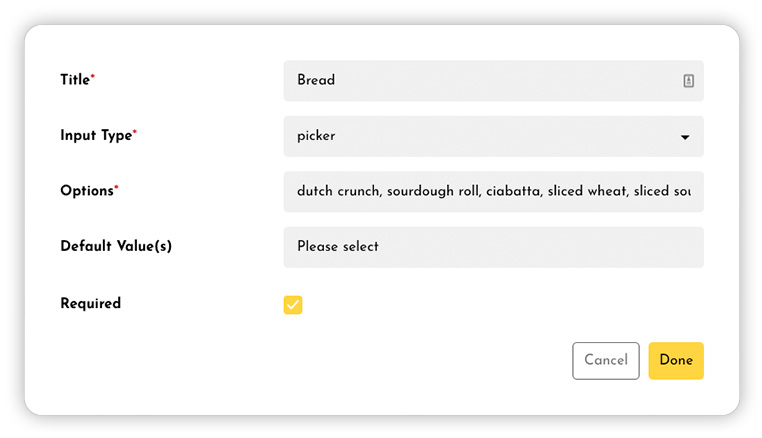 Title*
Bread
Input Type*
picker
Options*
dutch crunch, sourdough roll, ciabatta, sliced wheat, sliced
Default Value(s)
Please select
Required
Cancel
Done